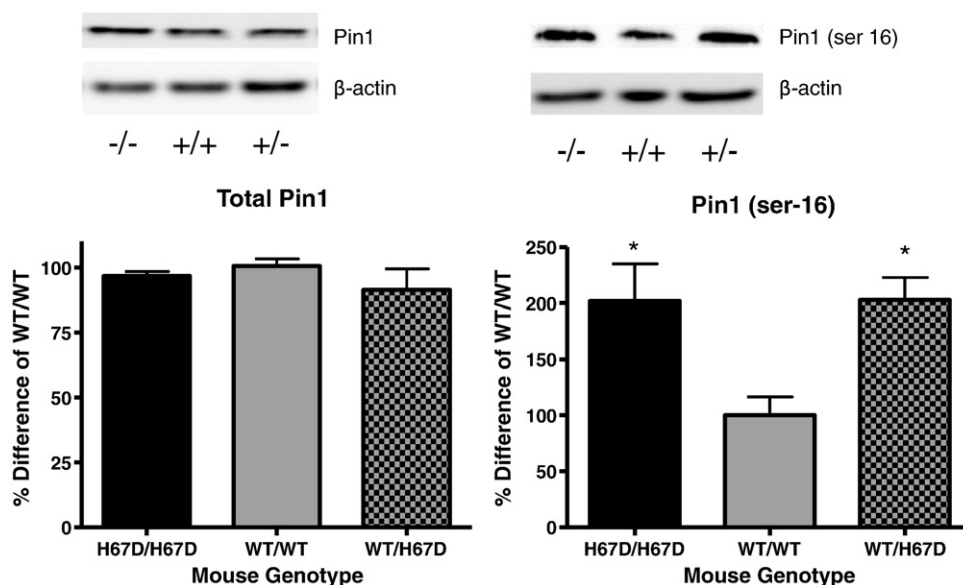 Pin1
β-actin
-/- +/+ +/-
Total Pin1
% Difference of WT/WT
100
75
50
25
0
H67D/H67D WT/WT WT/H67D
Mouse Genotype
Pin1 (ser 16)
β-actin
-/- +/+ +/-
Pin1 (ser-16)
% Difference of WT/WT
250
200
150
100
50
0
* *
H67D/H67D WT/WT WT/H67D
Mouse Genotype